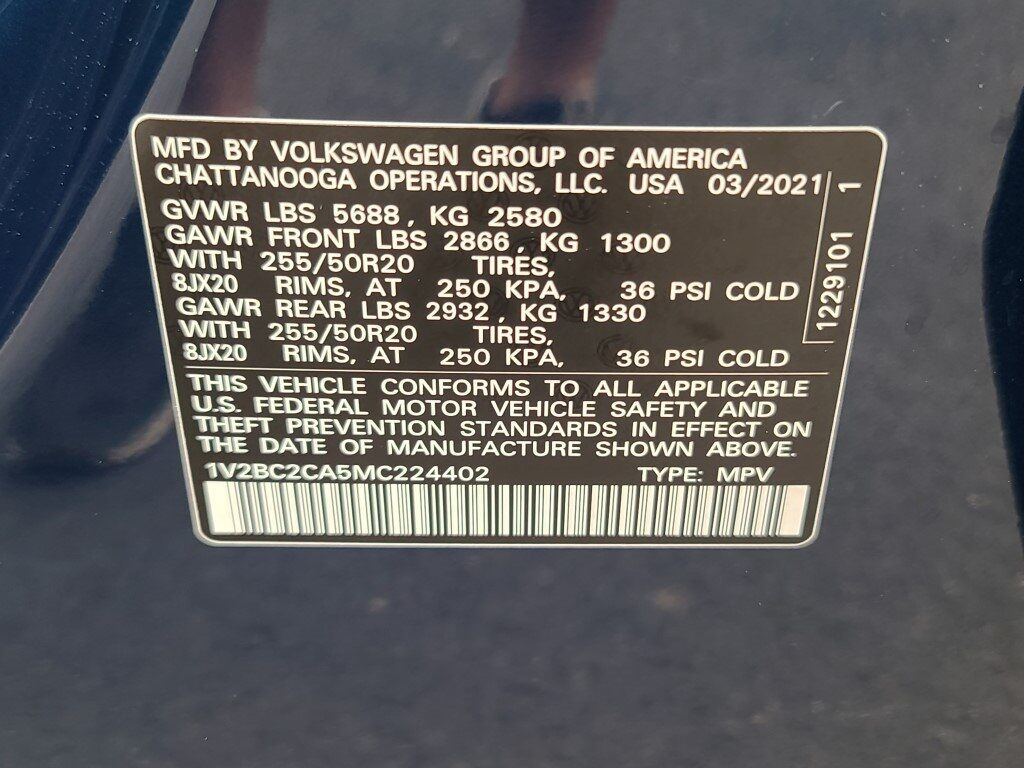 MFD BY VOLKSWAGEN GROUP OF AMERICA
CHATTANOOGA OPERATIONS, LLC. USA 03/2021
GVWR LBS 5688, KG 2580
GAWR FRONT LBS 2866, KG 1300
WITH 255/50R20 TIRES,
8JX20 RIMS, AT 250 KPA, 36 PSI COLD
GAWR REAR LBS 2932, KG 1330
WITH 255/50R20 TIRES,
8JX20 RIMS, AT 250 KPA, 36 PSI COLD
1229101 1
THIS VEHICLE CONFORMS TO ALL APPLICABLE
U.S. FEDERAL MOTOR VEHICLE SAFETY AND
THEFT PREVENTION STANDARDS IN EFFECT ON
THE DATE OF MANUFACTURE SHOWN ABOVE.
1V2BC2CA5MC224402 TYPE: MPV